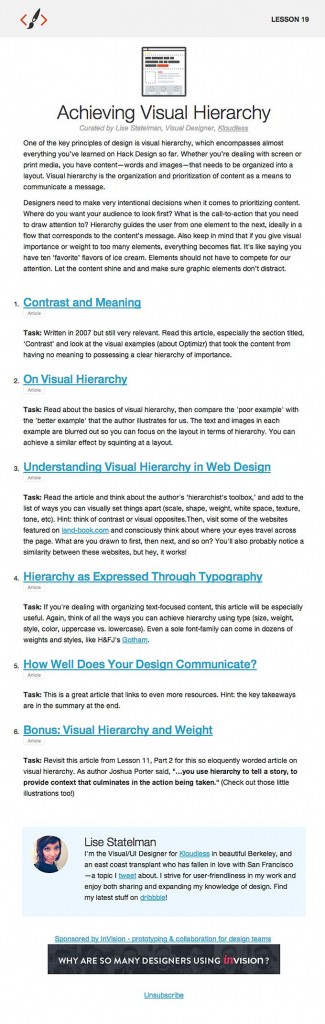 LESSON 19
Achieving Visual Hierarchy
Curated by Lise Statelman, Visual Designer, Kloudless
One of the key principles of design is visual hierarchy, which encompasses almost
everything you've learned on Hack Design so far. Whether you're dealing with screen or
print media, you have content—words and images—that needs to be organized into a
layout. Visual hierarchy is the organization and prioritization of content as a means to
communicate a message.
Designers need to make very intentional decisions when it comes to prioritizing content.
Where do you want your audience to look first? What is the call-to-action that you need
to draw attention to? Hierarchy guides the user from one element to the next, ideally in a
flow that corresponds to the content's message. Also keep in mind that if you give visual
importance or weight to too many elements, everything becomes flat. It's like saying you
have ten 'favorite' flavors of ice cream. Elements should not have to compete for our
attention. Let the content shine and and make sure graphic elements don't distract.
1. Contrast and Meaning
Article
Task: Written in 2007 but still very relevant. Read this article, especially the section titled,
'Contrast' and look at the visual examples (about Optimizr) that took the content from
having no meaning to possessing a clear hierarchy of importance.
2. On Visual Hierarchy
Article
Task: Read about the basics of visual hierarchy, then compare the 'poor example' with
the 'better example' that the author illustrates for us. The text and images in each
example are blurred out so you can focus on the layout in terms of hierarchy. You can
achieve a similar effect by squinting at a layout.
3. Understanding Visual Hierarchy in Web Design
Article
Task: Read the article and think about the author's 'hierarchist's toolbox,' and add to the
list of ways you can visually set things apart (scale, shape, weight, white space, texture,
tone, etc). Hint: think of contrast or visual opposites.Then, visit some of the websites
featured on land-book.com and consciously think about where your eyes travel across
the page. What are you drawn to first, then next, and so on? You'll also probably notice a
similarity between these websites, but hey, it works!
4. Hierarchy as Expressed Through Typography
Article
Task: If you're dealing with organizing text-focused content, this article will be especially
useful. Again, think of all the ways you can achieve hierarchy using type (size, weight,
style, color, uppercase vs. lowercase). Even a sole font-family can come in dozens of
weights and styles, like H&FJ's Gotham.
5. How Well Does Your Design Communicate?
Article
Task: This is a great article that links to even more resources. Hint: the key takeaways
are in the summary at the end.
6. Bonus: Visual Hierarchy and Weight
Article
Task: Revisit this article from Lesson 11, Part 2 for this so eloquently worded article on
visual hierarchy. As author Joshua Porter said, "...you use hierarchy to tell a story, to
provide context that culminates in the action being taken." (Check out those little
illustrations too!)
Lise Statelman
I'm the Visual/UI Designer for Kloudless in beautiful Berkeley, and
an east coast transplant who has fallen in love with San Francisco
—a topic I tweet about. I strive for user-friendliness in my work and
enjoy both sharing and expanding my knowledge of design. Find
my latest stuff on dribbble!
Sponsored by InVision - prototyping & collaboration for design teams
WHY ARE SO MANY DESIGNERS USING invision?
Unsubscribe